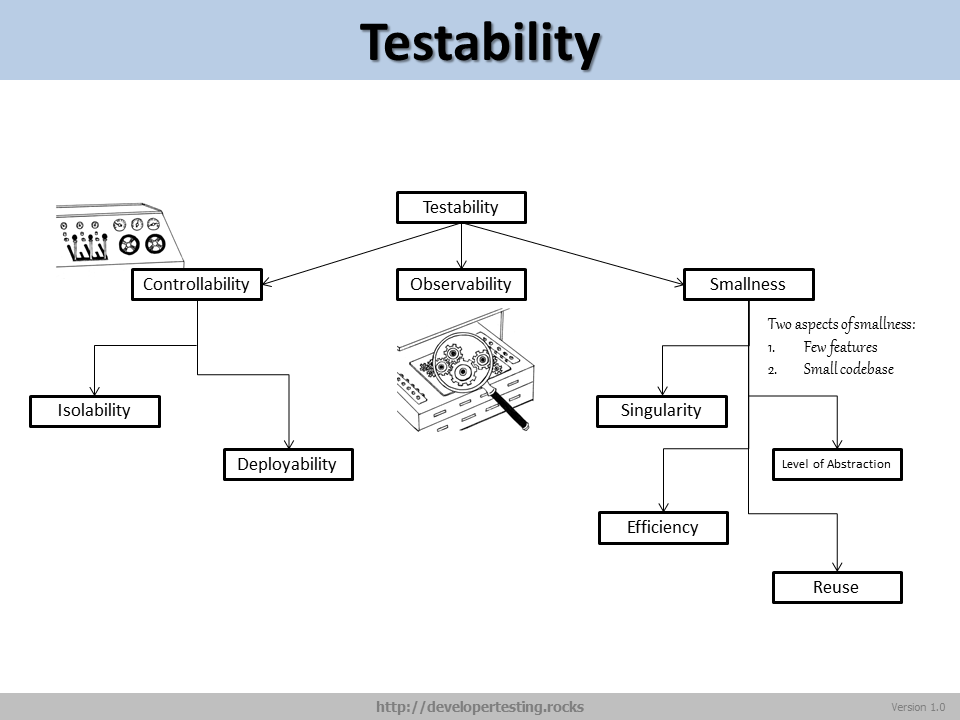 Testability
Testability
Controllability
Observability
Smallness
Two aspects of smallness:
1. Few features
2. Small codebase
Isolability
Singularity
Deployability
Level of Abstraction
Efficiency
Reuse
http://developertesting.rocks
Version 1.0